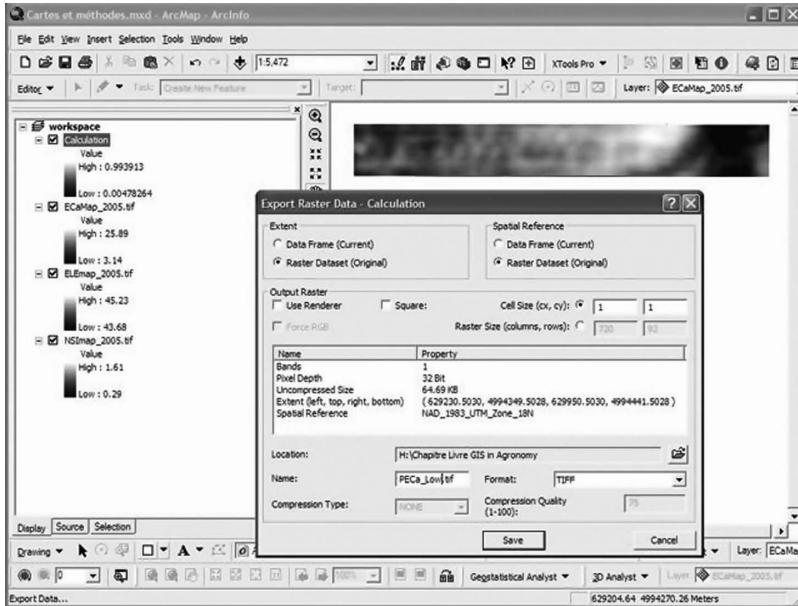 Cartes et méthodes.mxd - ArcMap - ArcInfo
File Edit View Insert Selection Tools Window Help
1:5,472
XTools Pro
Editor Task: Create New Feature Target: Layer: ECaMap_2005.tif
workspace
Calculation
Value
High : 0.993913
Low : 0.00478264
ECaMap_2005.tif
Value
High : 25.89
Low : 3.14
ELEmap_2005.tif
Value
High : 45.23
Low : 43.68
NSImap_2005.tif
Value
High : 1.61
Low : 0.29
Export Raster Data - Calculation
Extent
Data Frame (Current)
Raster Dataset (Original)
Spatial Reference
Data Frame (Current)
Raster Dataset (Original)
Output Raster
Use Renderer Square: Cell Size (cx, cy): 1 1
Force RGB Raster Size (columns, rows): 720 92
Name Property
Bands 1
Pixel Depth 32 Bit
Uncompressed Size 64.69 KB
Extent (left, top, right, bottom) ( 629230.5030, 4994349.5028, 629950.5030, 4994441.5028 )
Spatial Reference NAD_1983_UTM_Zone_18N
Location: H:\Chapitre Livre GIS in Agronomy
Name: PECa_Low.tif Format: TIFF
Compression Type: NONE Compression Quality (1-100): 75
Save Cancel
Display Source Selection
Drawing A Layer: ECaMa
0 100% Geostatistical Analyst 3D Analyst Layer: ECaMap_2005.tif
Export Data... 629204.64 4994270.26 Meters